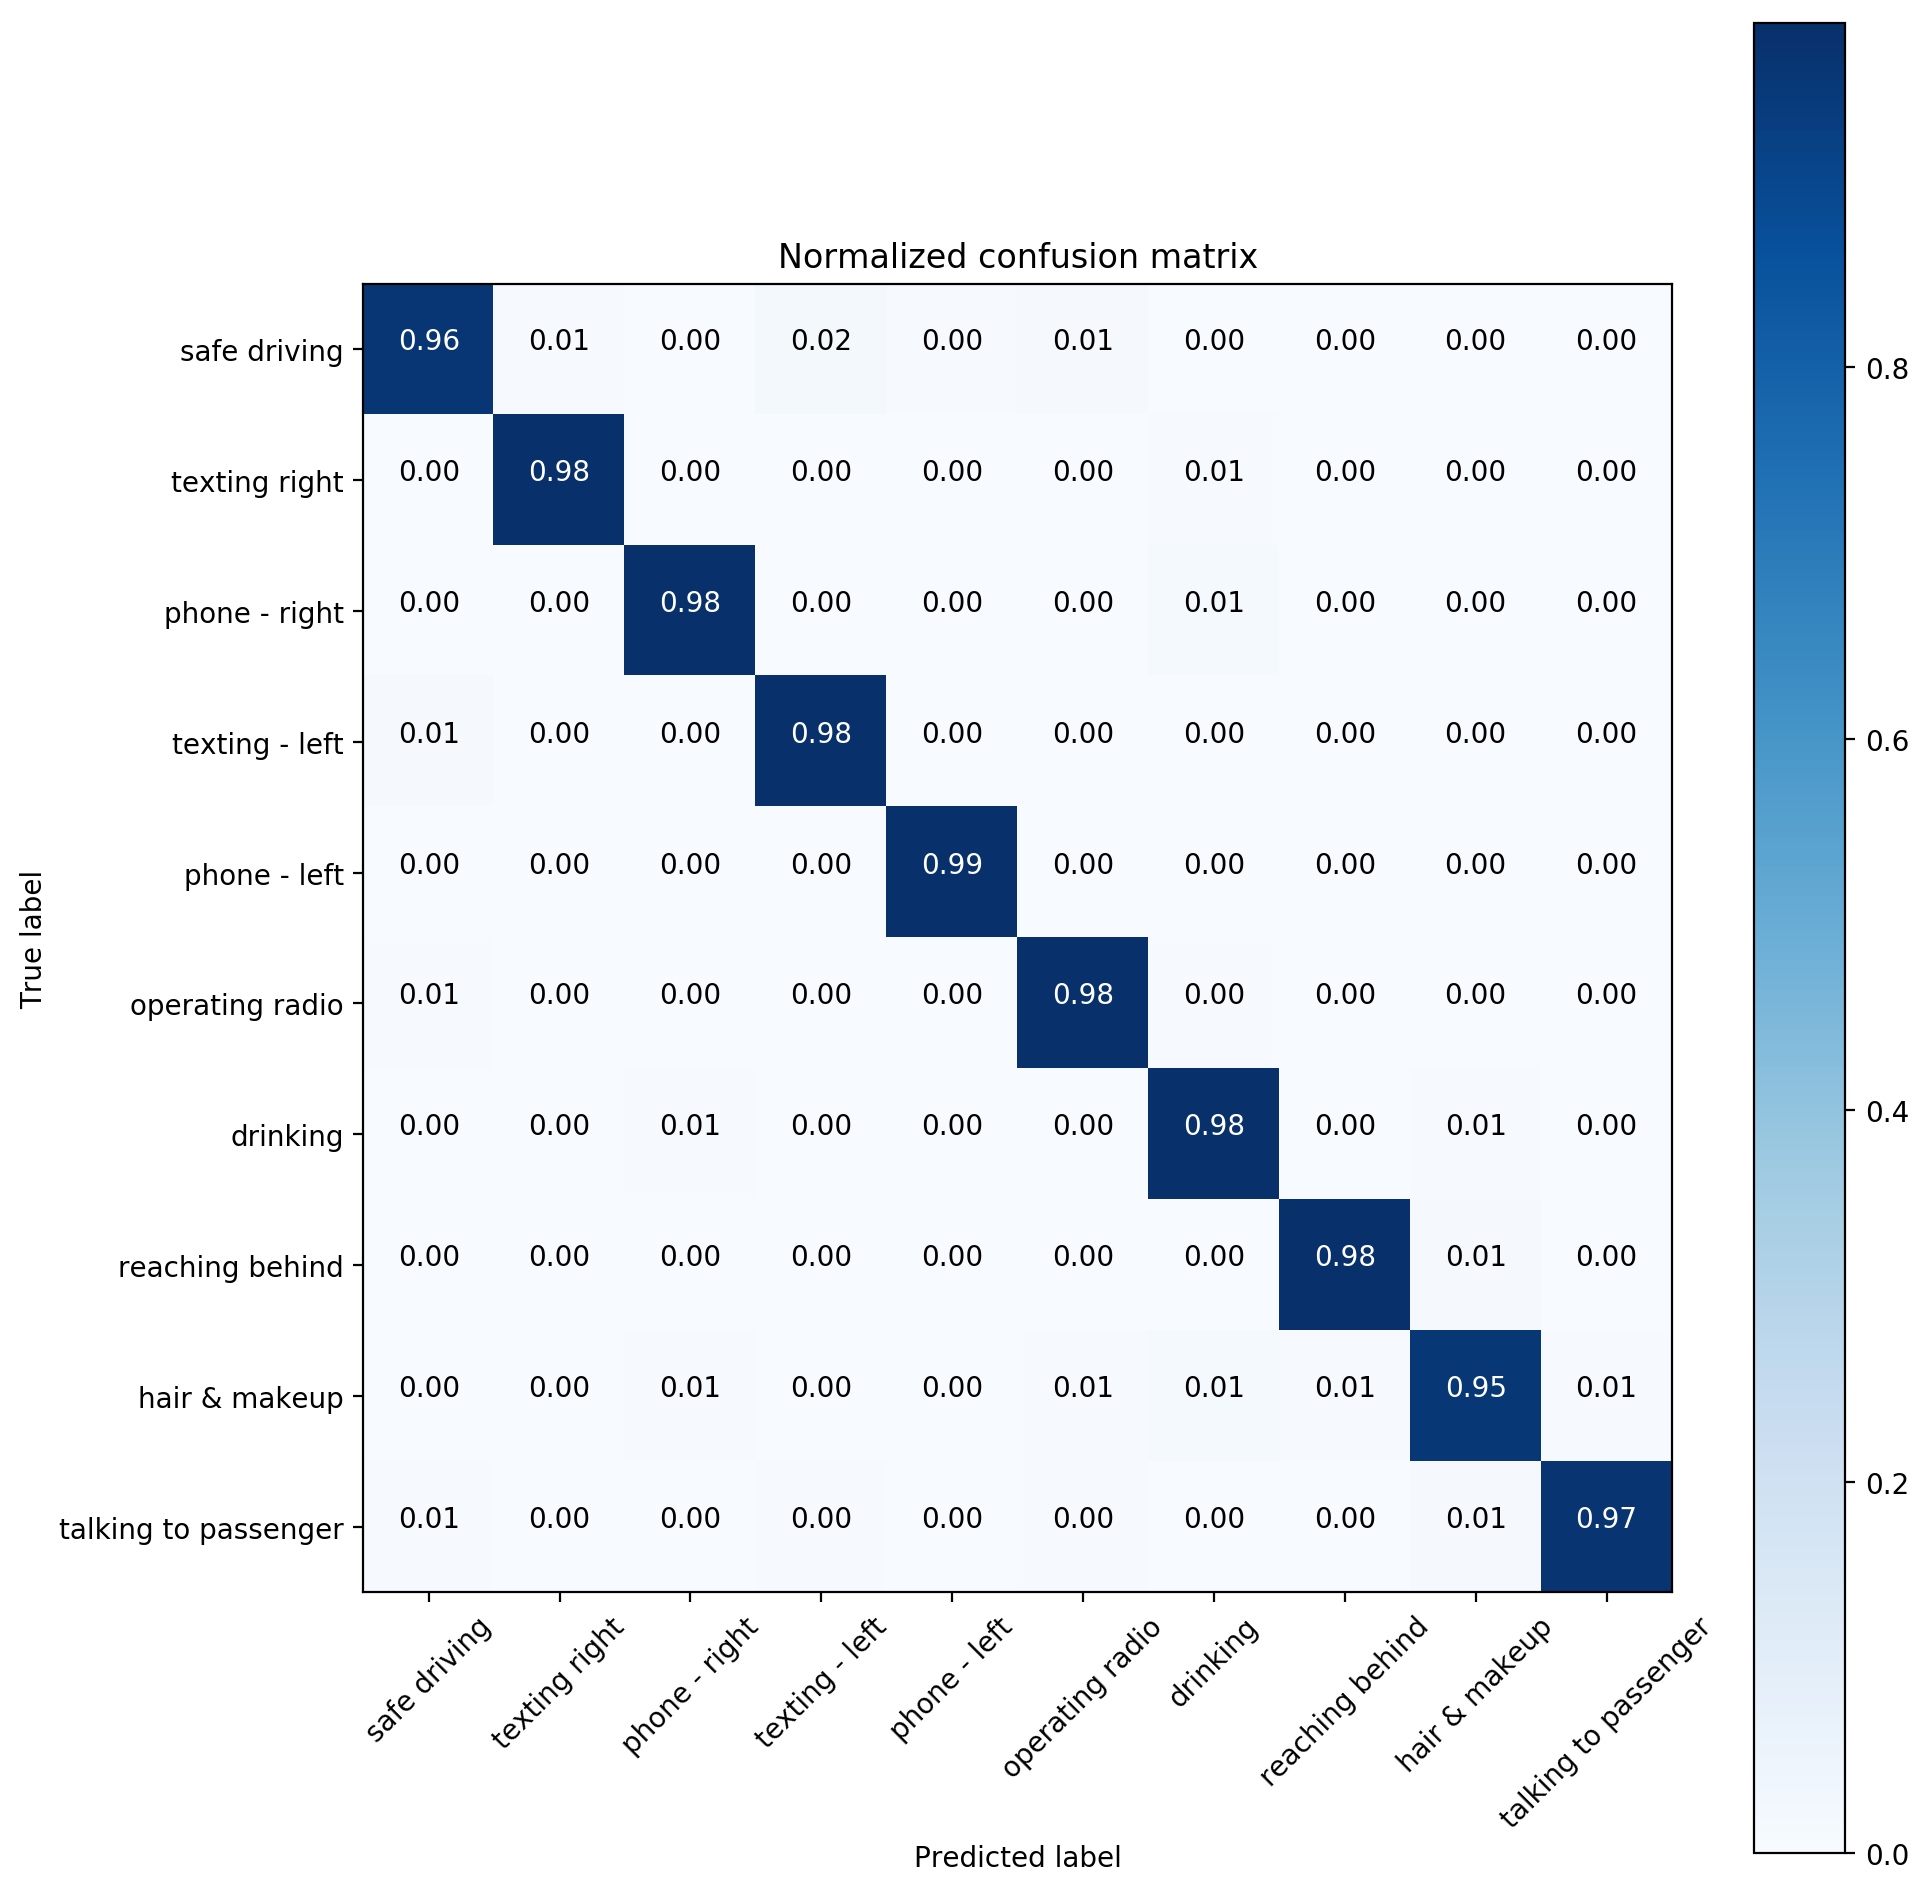 Normalized confusion matrix
safe driving 0.96 0.01 0.00 0.02 0.00 0.01 0.00 0.00 0.00 0.00
texting right 0.00 0.98 0.00 0.00 0.00 0.00 0.01 0.00 0.00 0.00
phone - right 0.00 0.00 0.98 0.00 0.00 0.00 0.01 0.00 0.00 0.00
texting - left 0.01 0.00 0.00 0.98 0.00 0.00 0.00 0.00 0.00 0.00
phone - left 0.00 0.00 0.00 0.00 0.99 0.00 0.00 0.00 0.00 0.00
operating radio 0.01 0.00 0.00 0.00 0.00 0.98 0.00 0.00 0.00 0.00
drinking 0.00 0.00 0.01 0.00 0.00 0.00 0.98 0.00 0.01 0.00
reaching behind 0.00 0.00 0.00 0.00 0.00 0.00 0.00 0.98 0.01 0.00
hair & makeup 0.00 0.00 0.01 0.00 0.00 0.01 0.01 0.01 0.95 0.01
talking to passenger 0.01 0.00 0.00 0.00 0.00 0.00 0.00 0.00 0.01 0.97
True label
safe driving
texting right
phone - right
texting - left
phone - left
operating radio
drinking
reaching behind
hair & makeup
talking to passenger
Predicted label
0.8
0.6
0.4
0.2
0.0